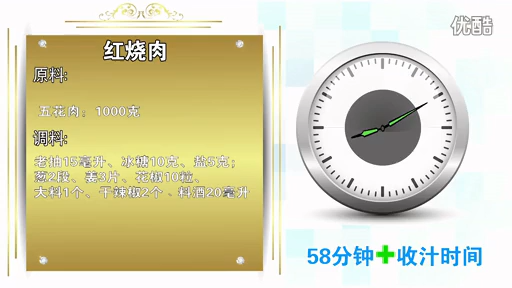 优酷
红烧肉
原料:
五花肉：1000克
调料:
老抽15毫升、冰糖10克、盐5克；
葱2段、姜3片、花椒10粒、
大料1个、干辣椒2个、料酒20毫升
58分钟+收汁时间